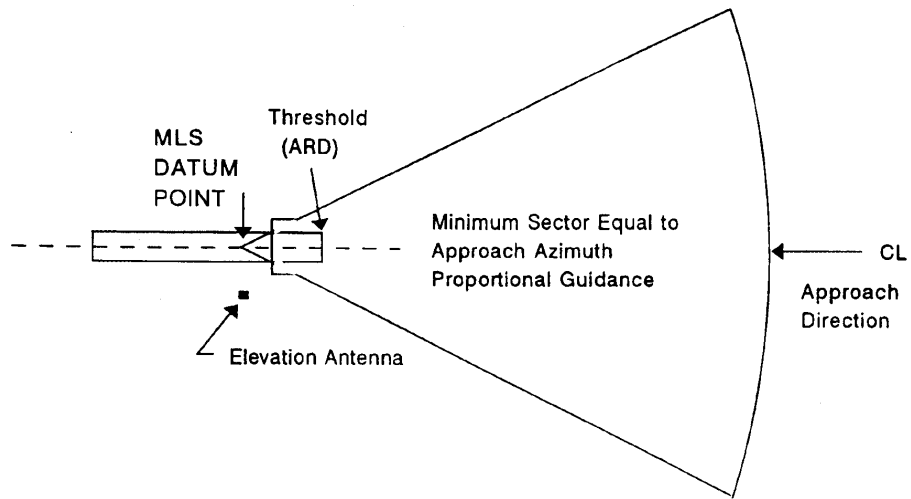 MLS
DATUM
POINT
Threshold
(ARD)
Minimum Sector Equal to
Approach Azimuth
Proportional Guidance
CL
Approach
Direction
Elevation Antenna